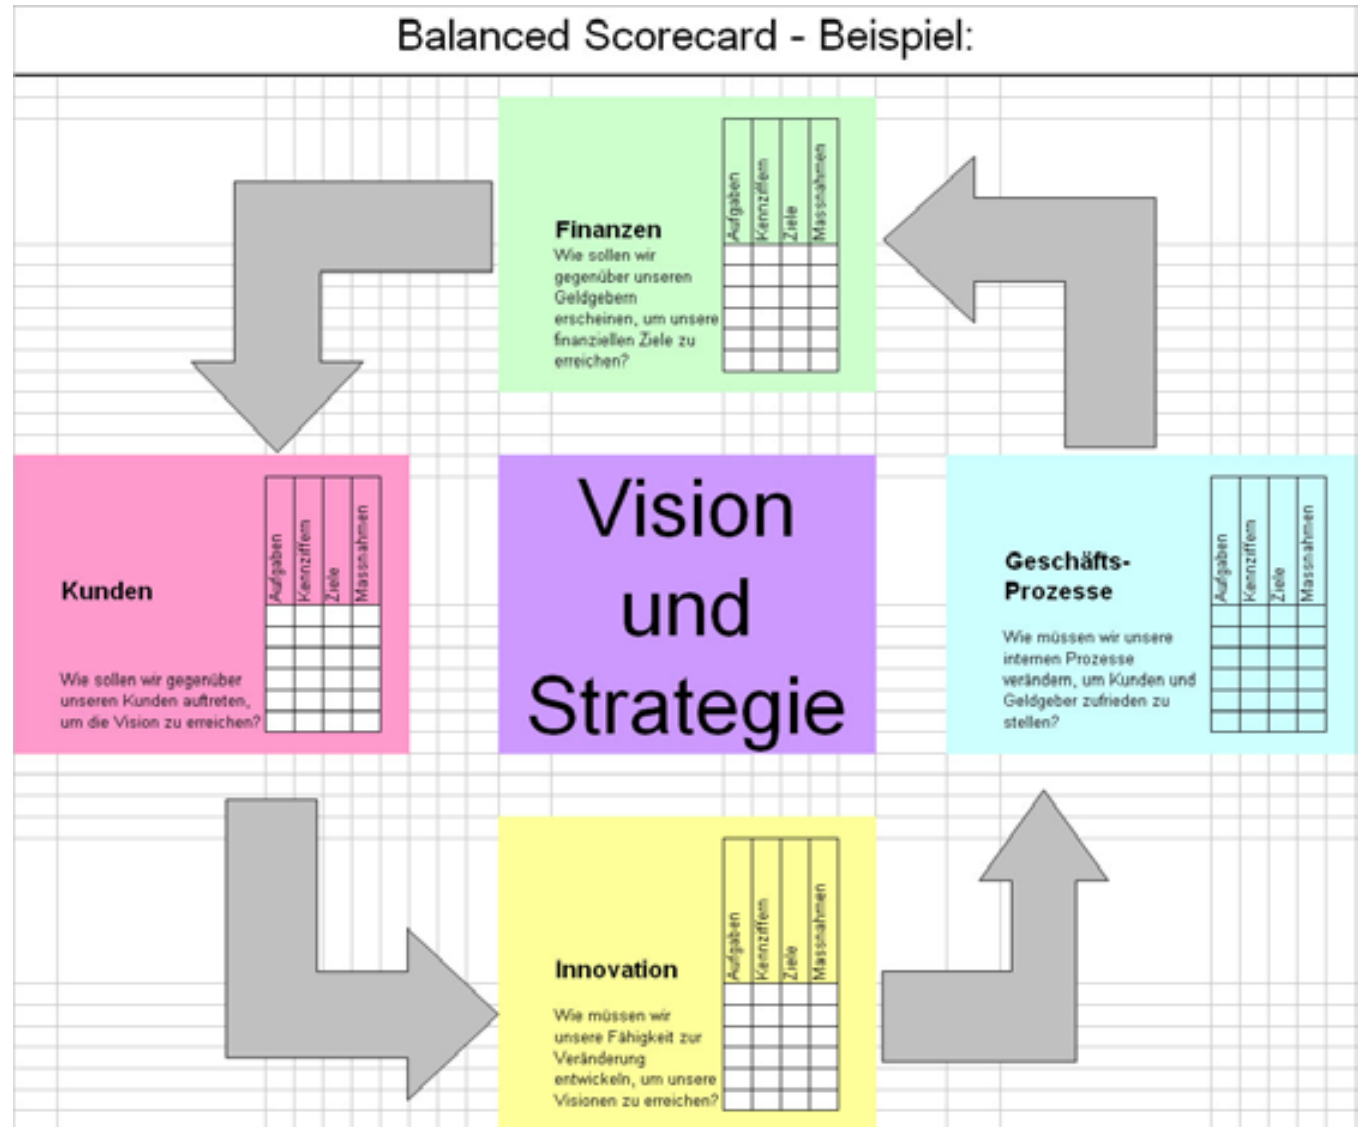 Balanced Scorecard - Beispiel:
Finanzen
Wie sollen wir
gegenüber unseren
Geldgebern
erscheinen, um unsere
finanziellen Ziele zu
erreichen?
Aufgaben
Kennziffern
Ziele
Massnahmen
Kunden
Wie sollen wir gegenüber
unseren Kunden auftreten,
um die Vision zu erreichen?
Aufgaben
Kennziffern
Ziele
Massnahmen
Vision
und
Strategie
Geschäfts-
Prozesse
Wie müssen wir unsere
internen Prozesse
verändern, um Kunden und
Geldgeber zufrieden zu
stellen?
Aufgaben
Kennziffern
Ziele
Massnahmen
Innovation
Wie müssen wir
unsere Fähigkeit zur
Veränderung
entwickeln, um unsere
Visionen zu erreichen?
Aufgaben
Kennziffern
Ziele
Massnahmen